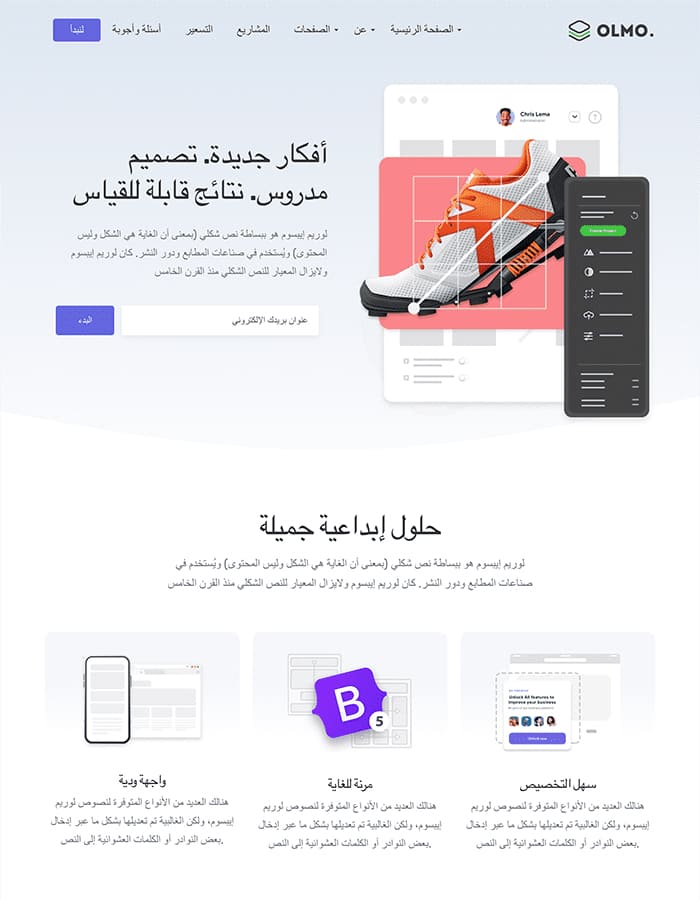 OLMO.
الصفحة الرئيسية
عن
الصفحات
المشاريع
التسعير
أسئلة وأجوبة
لنبدأ
أفكار جديدة. تصميم
مدروس. نتائج قابلة للقياس
لوريم إيبسوم هو ببساطة نص شكلي (بمعنى أن الغاية هي الشكل وليس
المحتوى) ويُستخدم في صناعات المطابع ودور النشر. كان لوريم إيبسوم
ولايزال المعيار للنص الشكلي منذ القرن الخامس
عنوان بريدك الإلكتروني
البدء
Chris Lema
?
Create Project
حلول إبداعية جميلة
لوريم إيبسوم هو ببساطة نص شكلي (بمعنى أن الغاية هي الشكل وليس المحتوى) ويُستخدم في
صناعات المطابع ودور النشر. كان لوريم إيبسوم ولايزال المعيار للنص الشكلي منذ القرن الخامس
Unlock All features to
improve your business
Unlock now
سهل التخصيص
هنالك العديد من الأنواع المتوفرة لنصوص لوريم
إيبسوم، ولكن الغالبية تم تعديلها بشكل ما عبر إدخال
.بعض النوادر أو الكلمات العشوائية إلى النص
B
5
مرنة للغاية
هنالك العديد من الأنواع المتوفرة لنصوص لوريم
إيبسوم، ولكن الغالبية تم تعديلها بشكل ما عبر إدخال
.بعض النوادر أو الكلمات العشوائية إلى النص
واجهة ودية
هنالك العديد من الأنواع المتوفرة لنصوص لوريم
إيبسوم، ولكن الغالبية تم تعديلها بشكل ما عبر إدخال
.بعض النوادر أو الكلمات العشوائية إلى النص